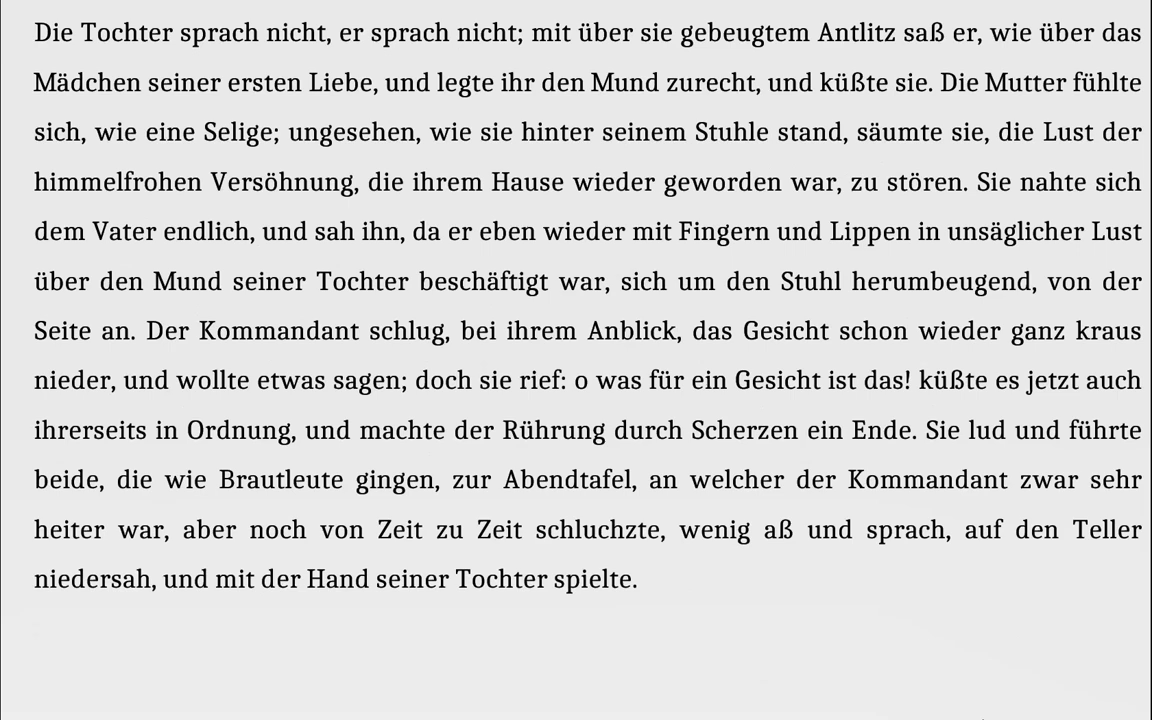 Die Tochter sprach nicht, er sprach nicht; mit über sie gebeugtem Antlitz saß er, wie über das
Mädchen seiner ersten Liebe, und legte ihr den Mund zurecht, und küßte sie. Die Mutter fühlte
sich, wie eine Selige; ungesehen, wie sie hinter seinem Stuhle stand, säumte sie, die Lust der
himmelfrohen Versöhnung, die ihrem Hause wieder geworden war, zu stören. Sie nahte sich
dem Vater endlich, und sah ihn, da er eben wieder mit Fingern und Lippen in unsäglicher Lust
über den Mund seiner Tochter beschäftigt war, sich um den Stuhl herumbeugend, von der
Seite an. Der Kommandant schlug, bei ihrem Anblick, das Gesicht schon wieder ganz kraus
nieder, und wollte etwas sagen; doch sie rief: o was für ein Gesicht ist das! küßte es jetzt auch
ihrerseits in Ordnung, und machte der Rührung durch Scherzen ein Ende. Sie lud und führte
beide, die wie Brautleute gingen, zur Abendtafel, an welcher der Kommandant zwar sehr
heiter war, aber noch von Zeit zu Zeit schluchzte, wenig aß und sprach, auf den Teller
niedersah, und mit der Hand seiner Tochter spielte.